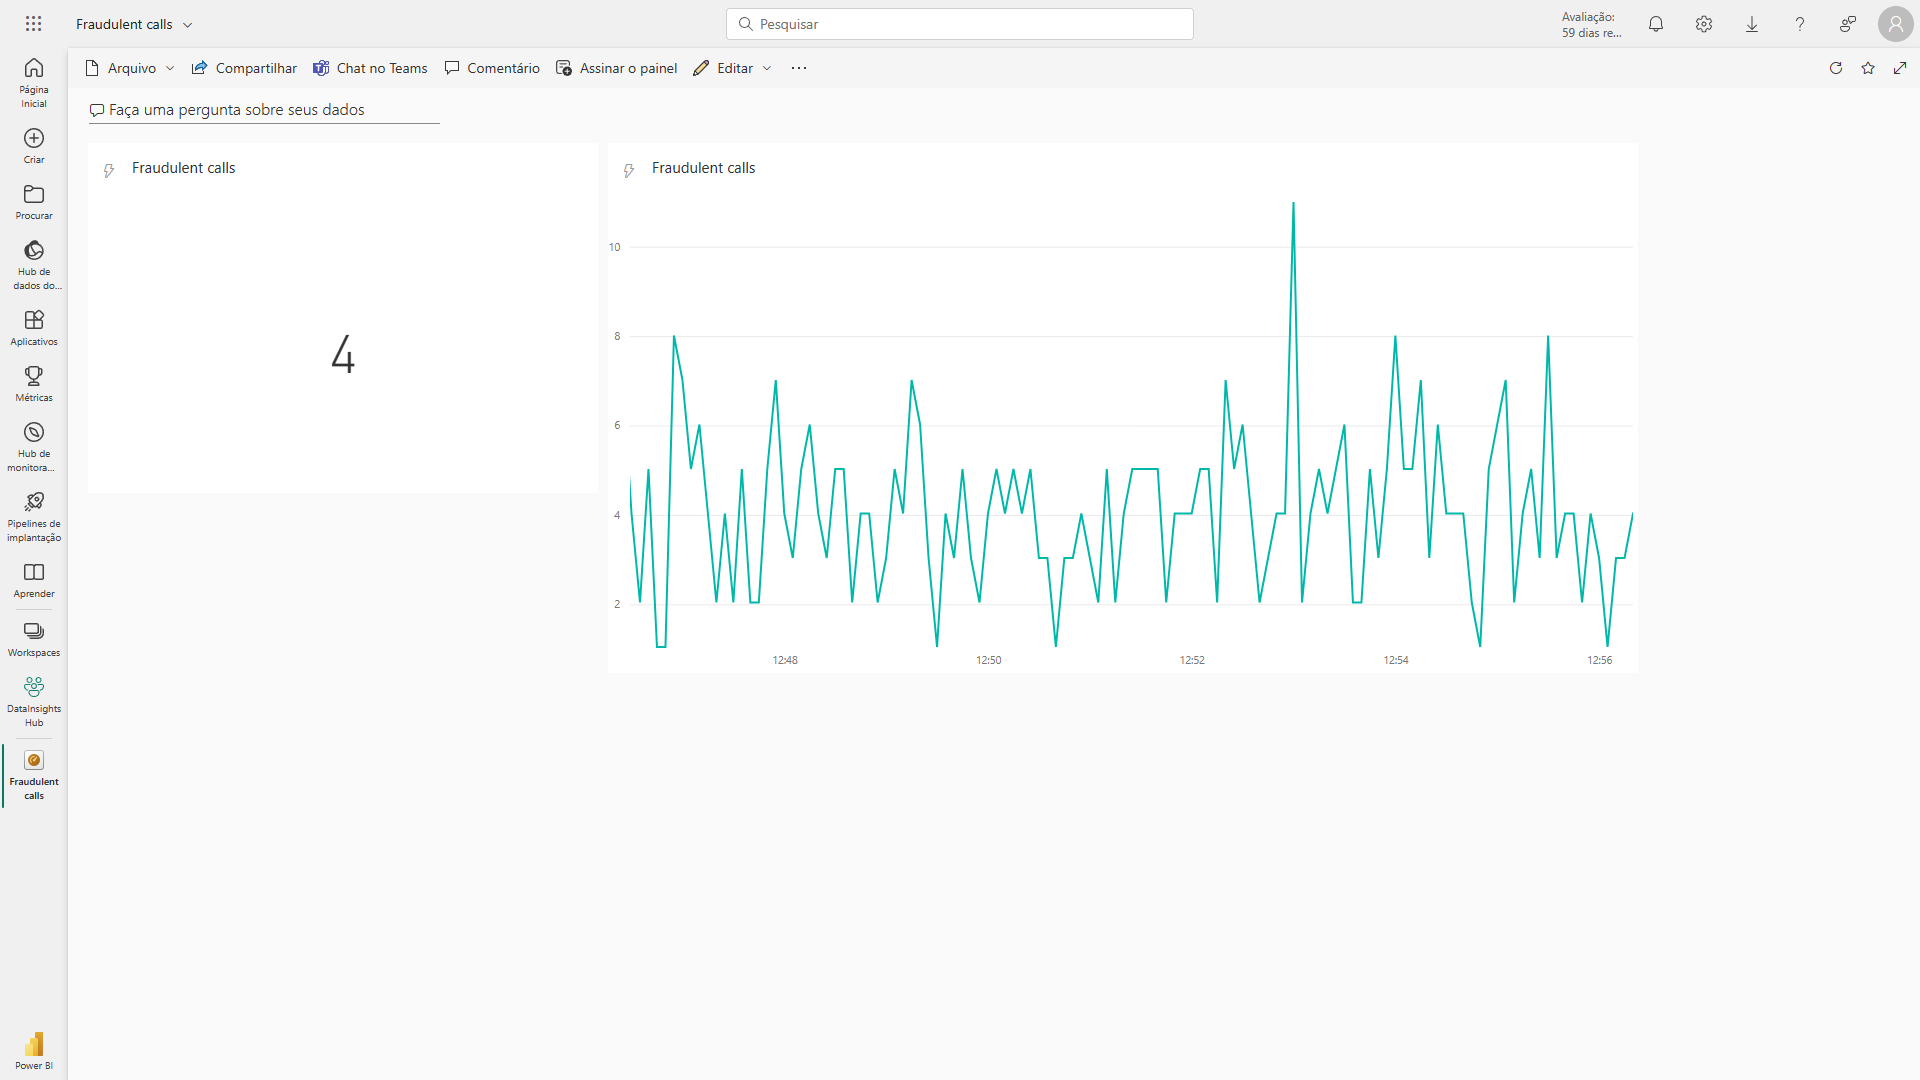 Fraudulent calls
Pesquisar
Avaliação:
59 dias re...
Arquivo
Compartilhar
Chat no Teams
Comentário
Assinar o painel
Editar
Página
Inicial
Criar
Procurar
Hub de
dados do...
Aplicativos
Métricas
Hub de
monitora...
Pipelines de
implantação
Aprender
Workspaces
DataInsights
Hub
Fraudulent
calls
Power BI
Faça uma pergunta sobre seus dados
Fraudulent calls
4
Fraudulent calls
10
8
6
4
2
12:48 12:50 12:52 12:54 12:56